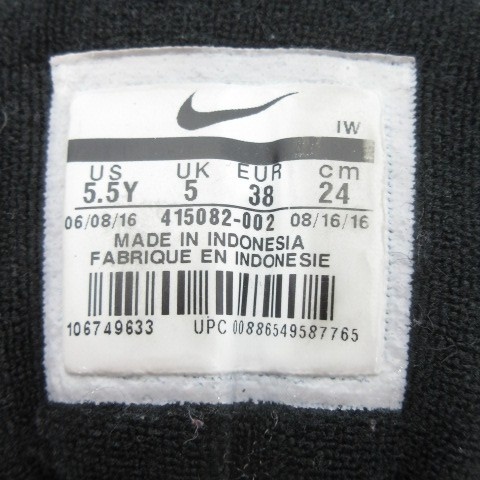 IW
US UK EUR cm
5.5Y 5 38 24
06/08/16 415082-002 08/16/16
MADE IN INDONESIA
FABRIQUE EN INDONESIE
106749633 UPC 00886549587765